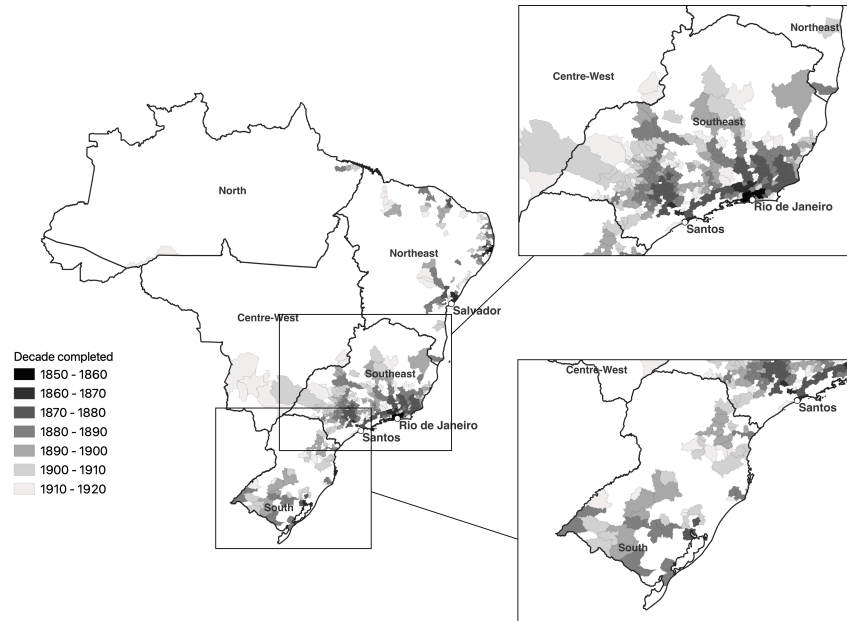 Northeast
Centre-West
Southeast
Rio de Janeiro
Santos
North
Northeast
Salvador
Centre-West
Southeast
Rio de Janeiro
Santos
South
Decade completed
1850 - 1860
1860 - 1870
1870 - 1880
1880 - 1890
1890 - 1900
1900 - 1910
1910 - 1920
Centre-West
Santos
South